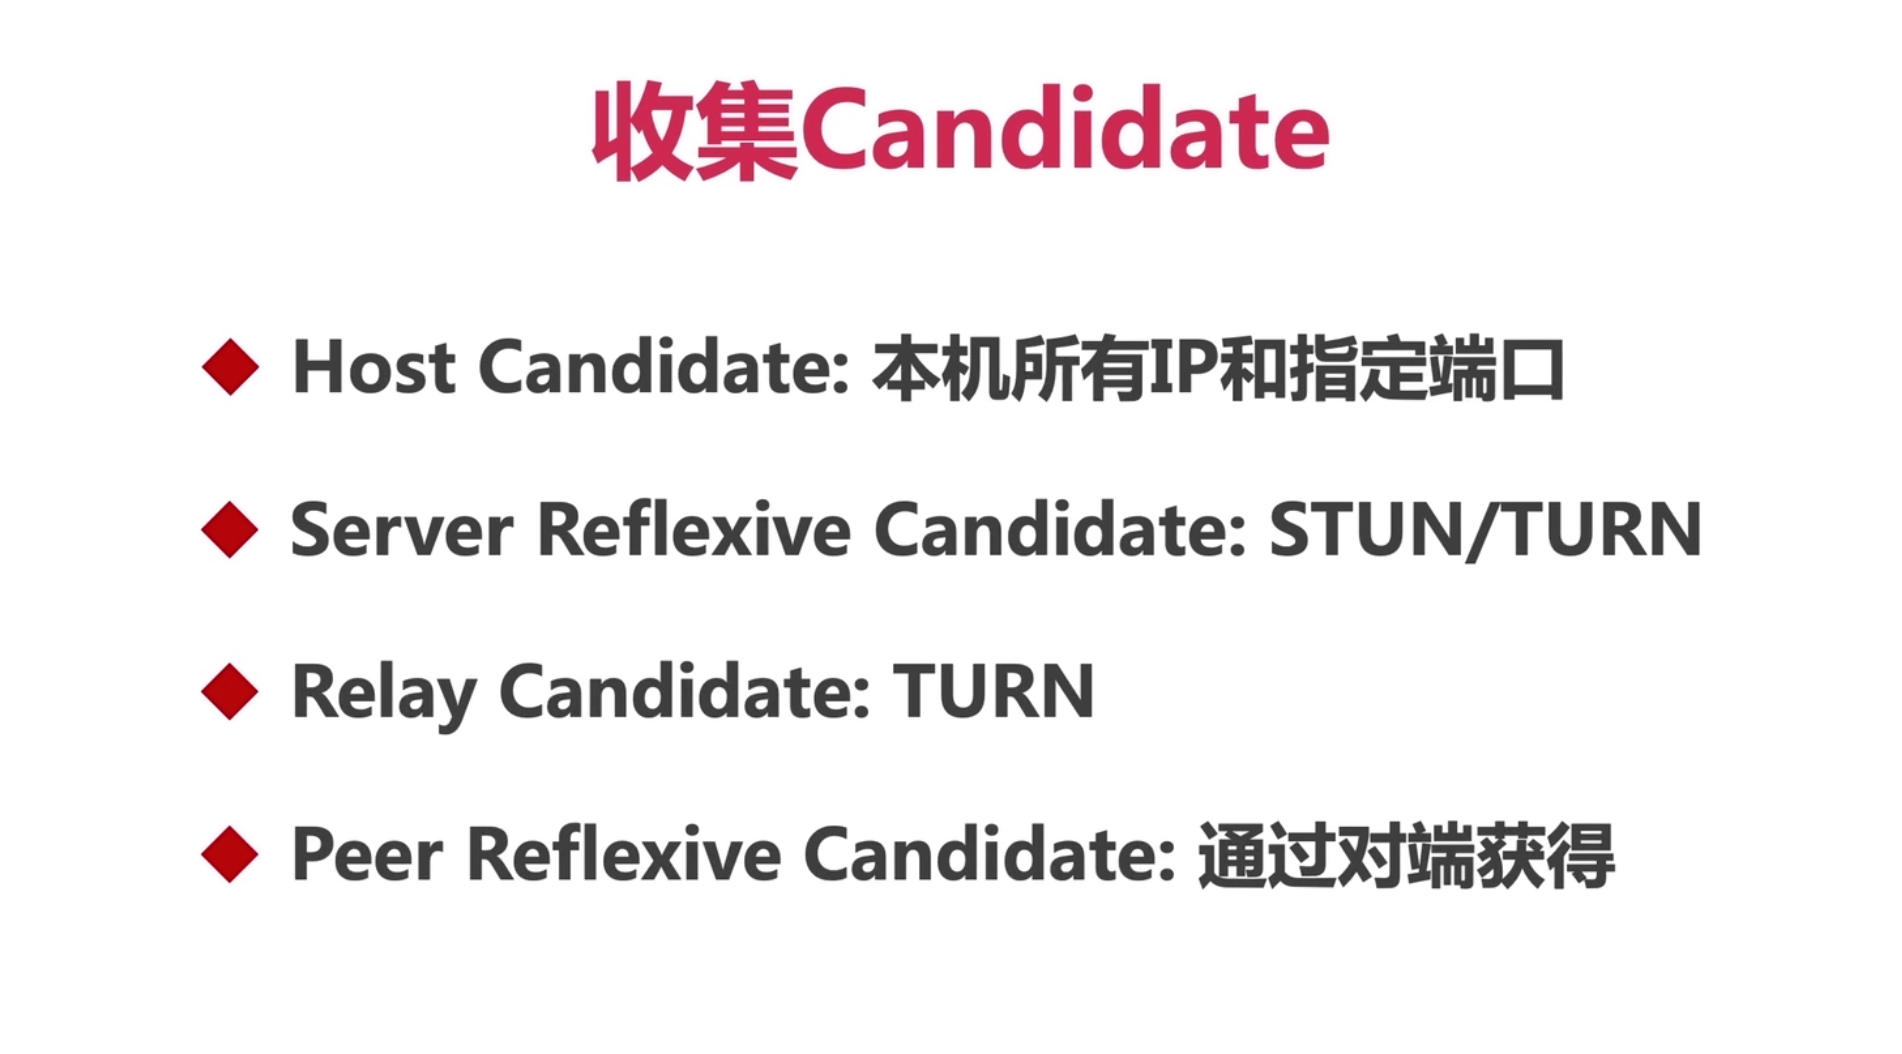 收集Candidate
Host Candidate: 本机所有IP和指定端口
Server Reflexive Candidate: STUN/TURN
Relay Candidate: TURN
Peer Reflexive Candidate: 通过对端获得